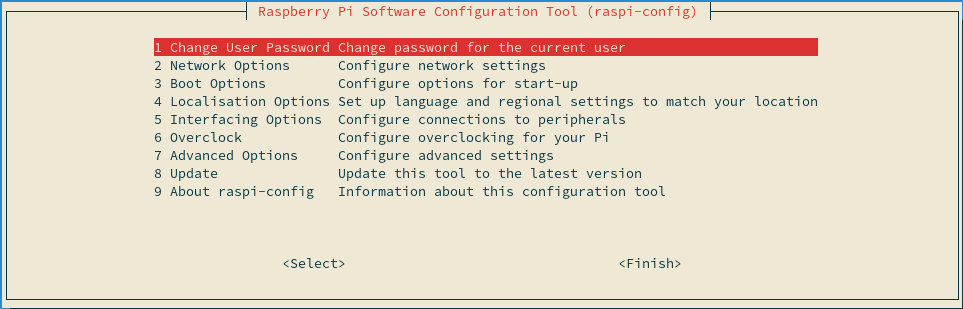 Raspberry Pi Software Configuration Tool (raspi-config)
1 Change User Password Change password for the current user
2 Network Options Configure network settings
3 Boot Options Configure options for start-up
4 Localisation Options Set up language and regional settings to match your location
5 Interfacing Options Configure connections to peripherals
6 Overclock Configure overclocking for your Pi
7 Advanced Options Configure advanced settings
8 Update Update this tool to the latest version
9 About raspi-config Information about this configuration tool
<Select> <Finish>